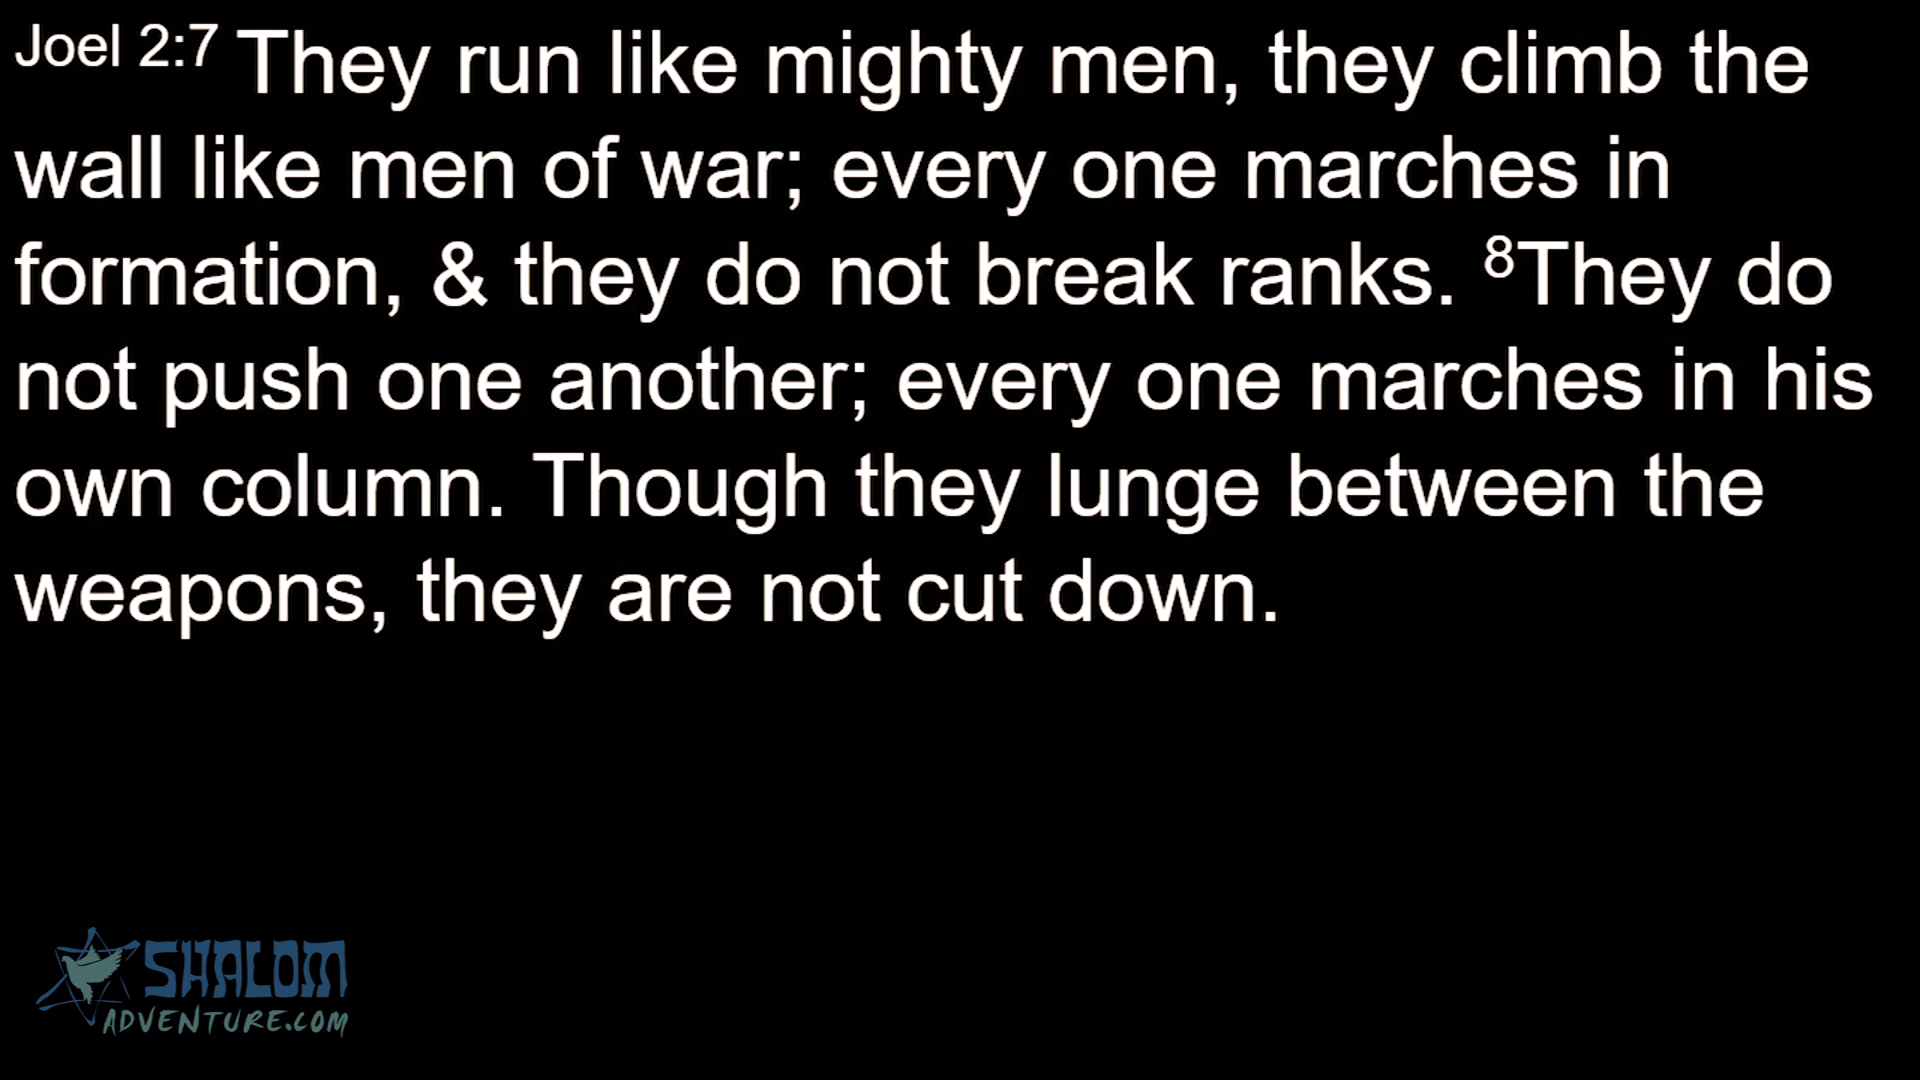 Joel 2:7 They run like mighty men, they climb the
wall like men of war; every one marches in
formation, & they do not break ranks. 8They do
not push one another; every one marches in his
own column. Though they lunge between the
weapons, they are not cut down.
SHALOM
ADVENTURE.COM